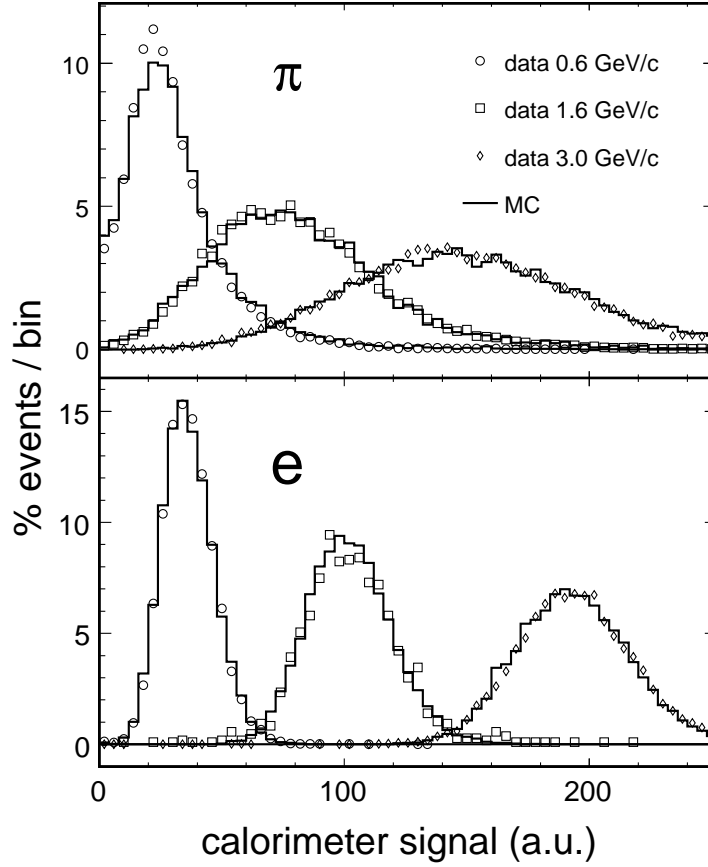 π
data 0.6 GeV/c
data 1.6 GeV/c
data 3.0 GeV/c
MC
10
5
0
e
15
10
5
0
% events / bin
0 100 200
calorimeter signal (a.u.)